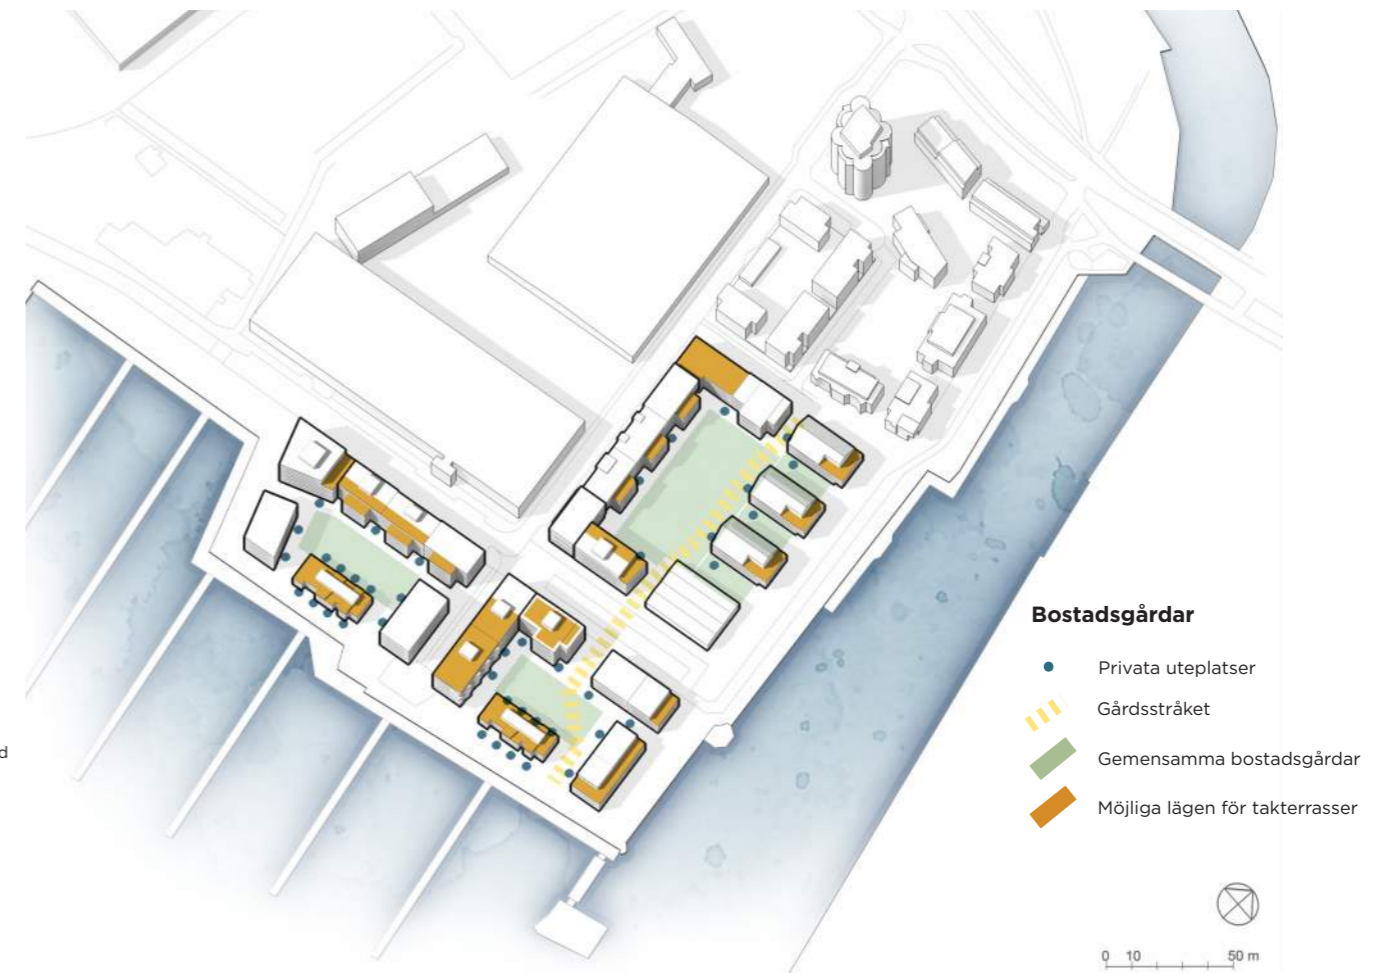 d
Bostadsgårdar
Privata uteplatser
Gårdsstråket
Gemensamma bostadsgårdar
Möjliga lägen för takterrasser
0 10 50 m